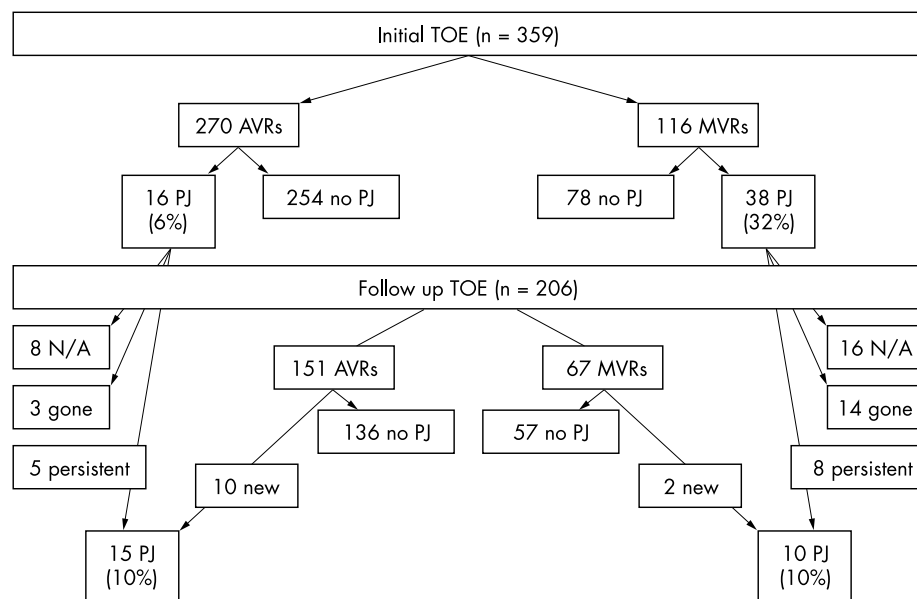 Initial TOE (n = 359)
270 AVRs
116 MVRs
16 PJ
(6%)
254 no PJ
78 no PJ
38 PJ
(32%)
Follow up TOE (n = 206)
8 N/A
16 N/A
151 AVRs
67 MVRs
3 gone
14 gone
136 no PJ
57 no PJ
5 persistent
8 persistent
10 new
2 new
15 PJ
(10%)
10 PJ
(10%)